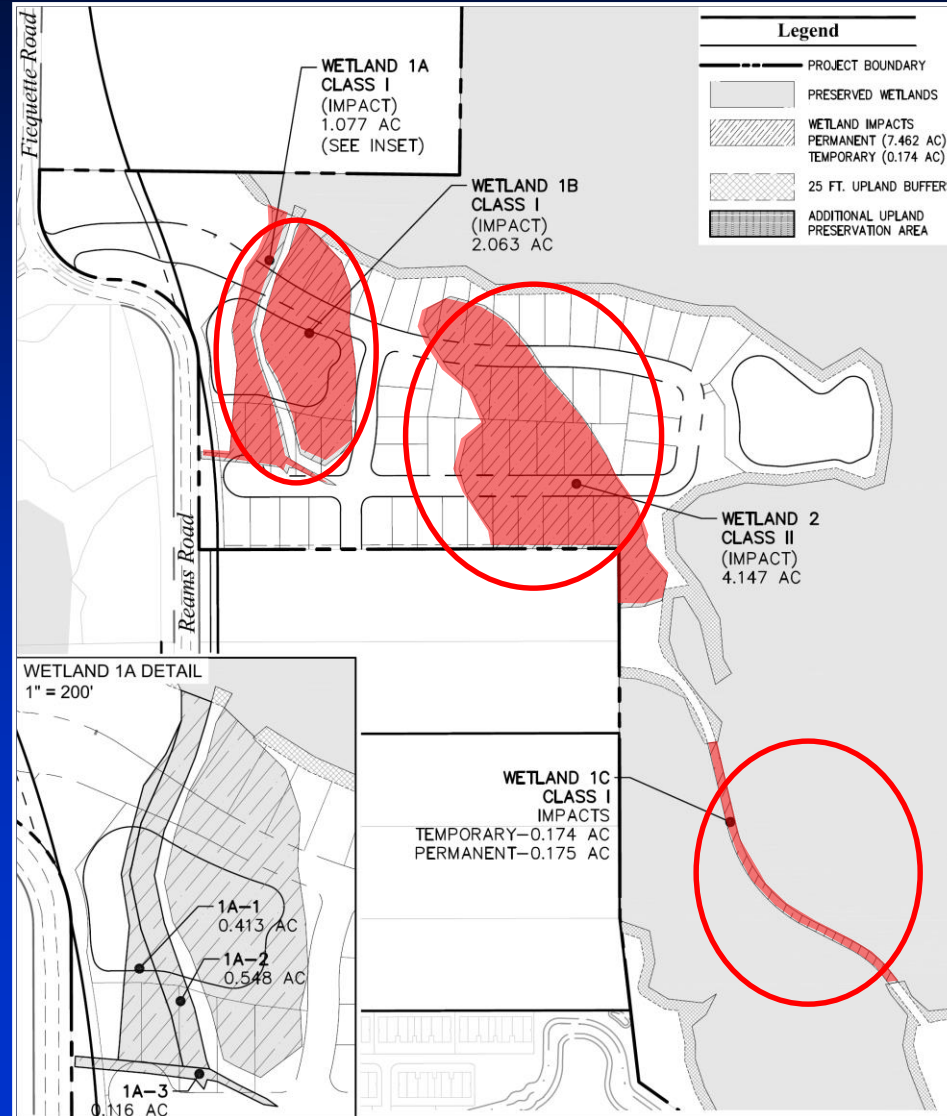 Fiequette Road
WETLAND 1A
CLASS I
(IMPACT)
1.077 AC
(SEE INSET)
WETLAND 1B
CLASS I
(IMPACT)
2.063 AC
Legend
PROJECT BOUNDARY
PRESERVED WETLANDS
WETLAND IMPACTS
PERMANENT (7.462 AC)
TEMPORARY (0.174 AC)
25 FT. UPLAND BUFFER
ADDITIONAL UPLAND
PRESERVATION AREA
Reams Road
WETLAND 2
CLASS II
(IMPACT)
4.147 AC
WETLAND 1A DETAIL
1" = 200'
1A-1
0.413 AC
1A-2
0.548 AC
1A-3
0.116 AC
WETLAND 1C
CLASS I
IMPACTS
TEMPORARY-0.174 AC
PERMANENT-0.175 AC